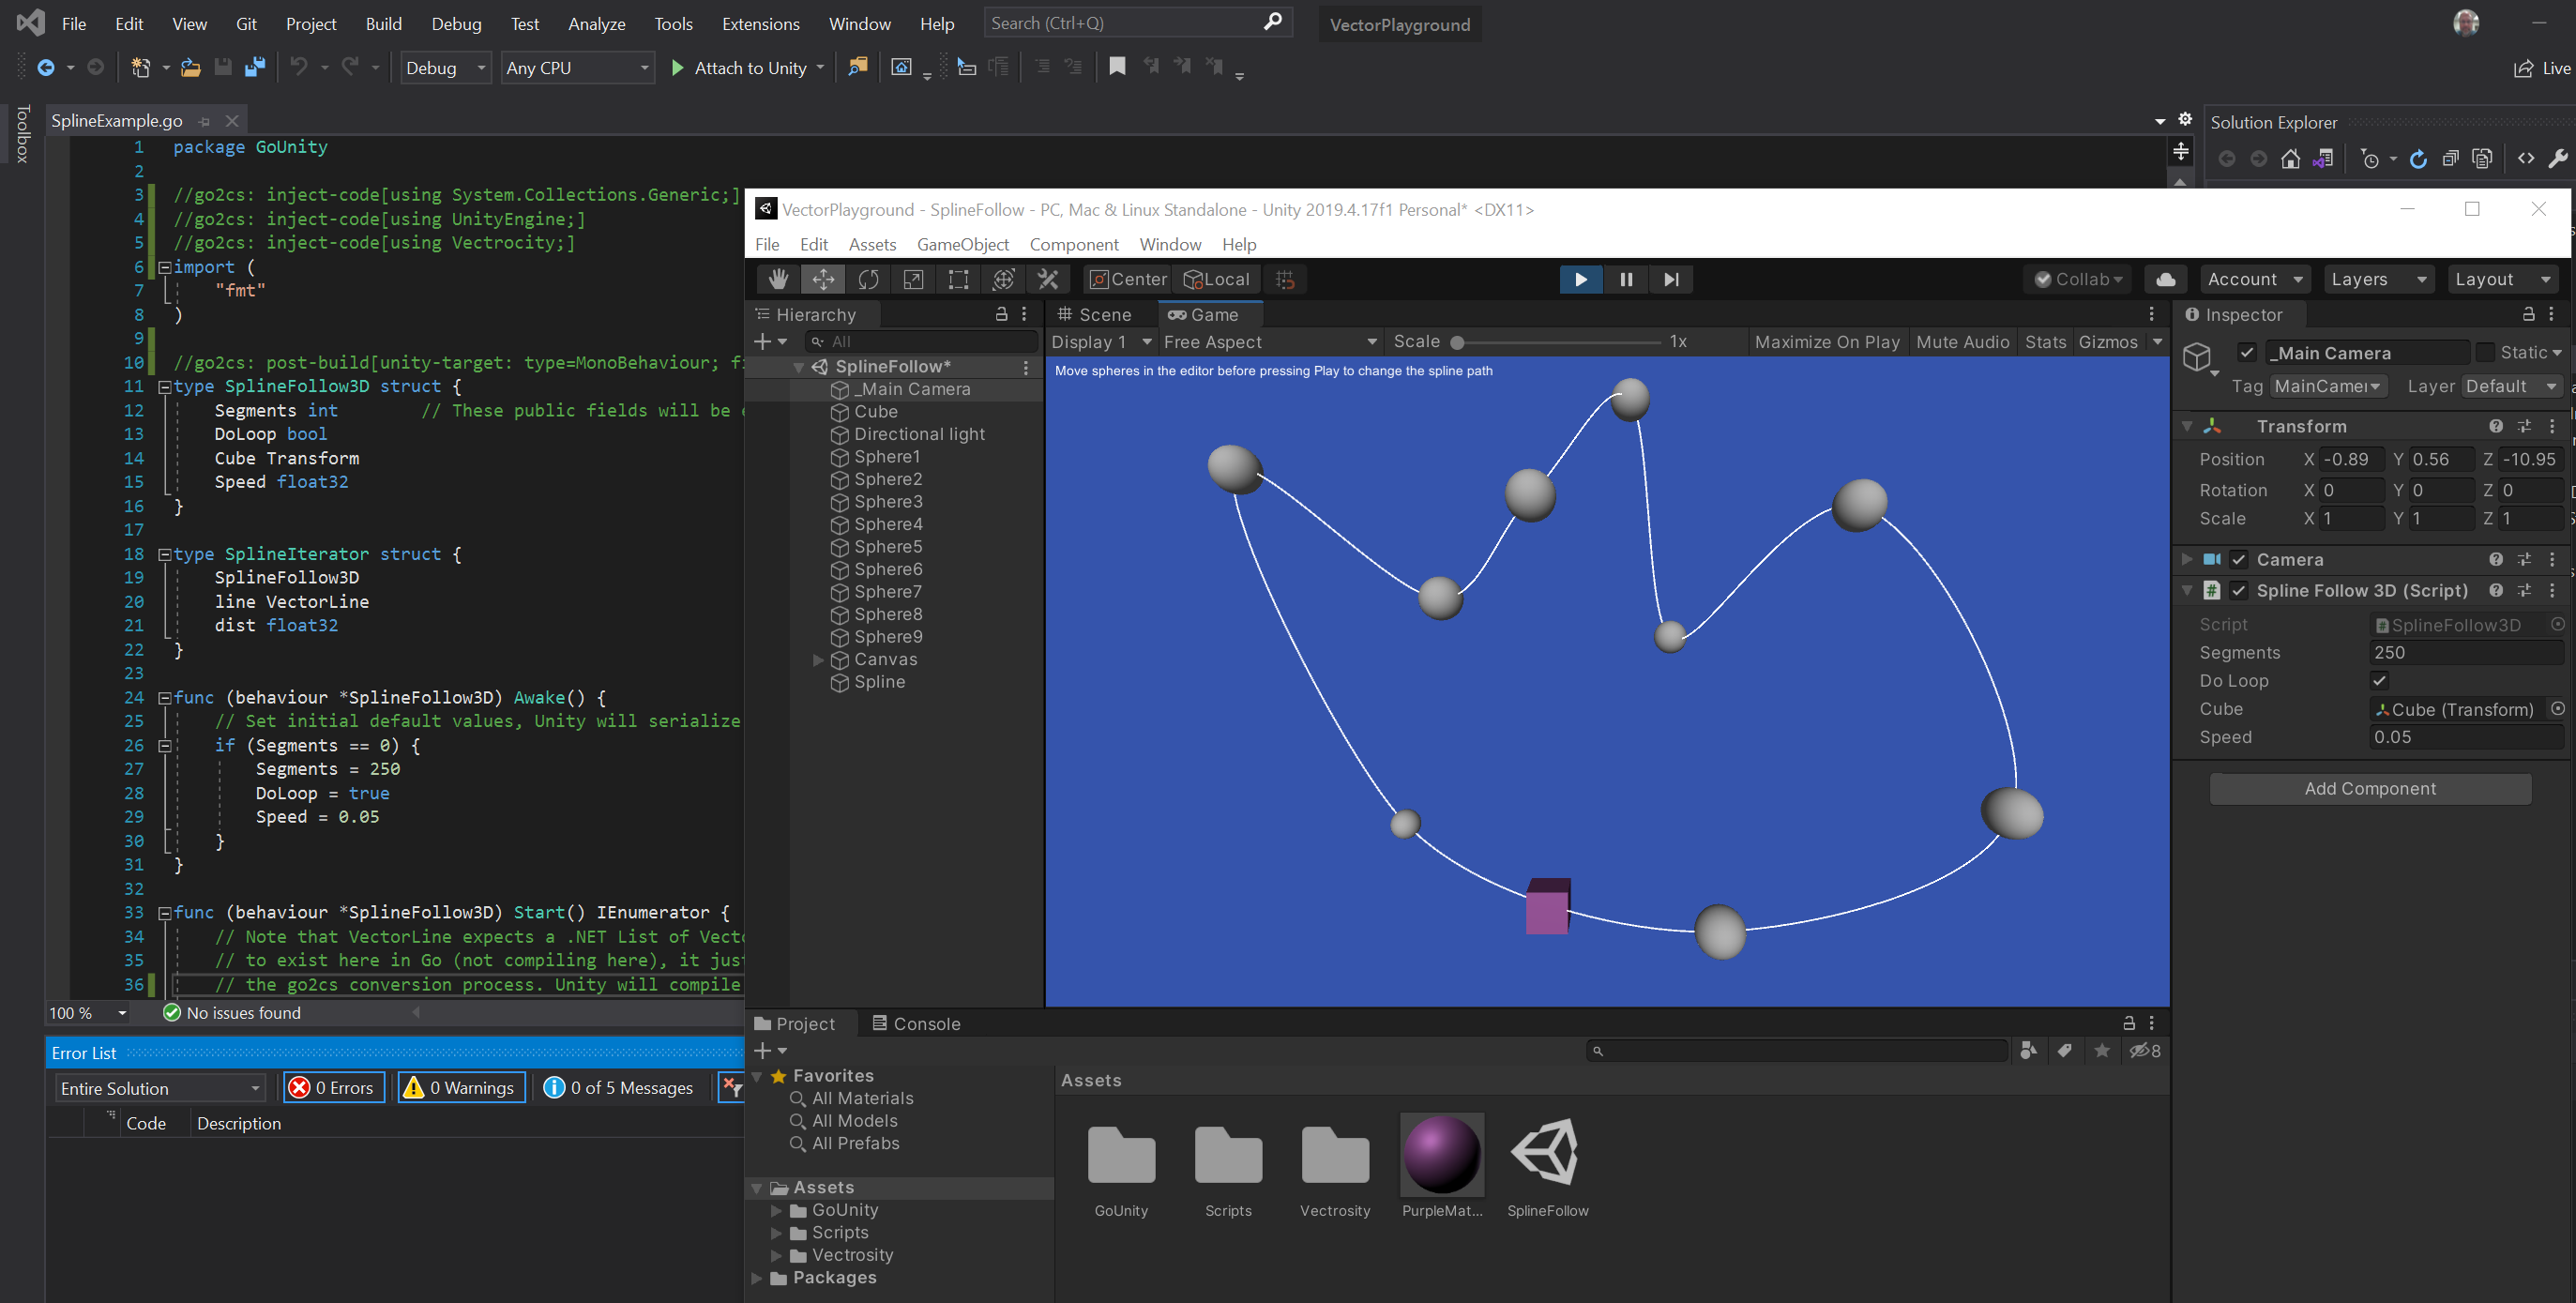 File Edit View Git Project Build Debug Test Analyze Tools Extensions Window Help Search (Ctrl+Q) VectorPlayground
Debug Any CPU Attach to Unity Live
Toolbox
SplineExample.go
1 package GoUnity
2
3 //go2cs: inject-code[using System.Collections.Generic;]
4 //go2cs: inject-code[using UnityEngine;]
5 //go2cs: inject-code[using Vectrocity;]
6 import (
7 "fmt"
8 )
9
10 //go2cs: post-build[unity-target: type=MonoBehaviour; fi
11 type SplineFollow3D struct {
12 Segments int // These public fields will be
13 DoLoop bool
14 Cube Transform
15 Speed float32
16 }
17
18 type SplineIterator struct {
19 SplineFollow3D
20 line VectorLine
21 dist float32
22 }
23
24 func (behaviour *SplineFollow3D) Awake() {
25 // Set initial default values, Unity will serialize
26 if (Segments == 0) {
27 Segments = 250
28 DoLoop = true
29 Speed = 0.05
30 }
31 }
32
33 func (behaviour *SplineFollow3D) Start() IEnumerator {
34 // Note that VectorLine expects a .NET List of Vect
35 // to exist here in Go (not compiling here), it jus
36 // the go2cs conversion process. Unity will compile
100 % No issues found
Error List
Entire Solution 0 Errors 0 Warnings 0 of 5 Messages
Code Description
Solution Explorer
VectorPlayground - SplineFollow - PC, Mac & Linux Standalone - Unity 2019.4.17f1 Personal* <DX11>
File Edit Assets GameObject Component Window Help
Center Local Collab Account Layers Layout
Hierarchy
All
SplineFollow*
_Main Camera
Cube
Directional light
Sphere1
Sphere2
Sphere3
Sphere4
Sphere5
Sphere6
Sphere7
Sphere8
Sphere9
Canvas
Spline
Scene Game
Display 1 Free Aspect Scale 1x Maximize On Play Mute Audio Stats Gizmos
Move spheres in the editor before pressing Play to change the spline path
Inspector
_Main Camera Static
Tag MainCamer Layer Default
Transform
Position X -0.89 Y 0.56 Z -10.95
Rotation X 0 Y 0 Z 0
Scale X 1 Y 1 Z 1
Camera
Spline Follow 3D (Script)
Script SplineFollow3D
Segments 250
Do Loop
Cube Cube (Transform)
Speed 0.05
Add Component
Project Console
8
Favorites
All Materials
All Models
All Prefabs
Assets
GoUnity
Scripts
Vectrosity
Packages
Assets
GoUnity Scripts Vectrosity PurpleMat... SplineFollow